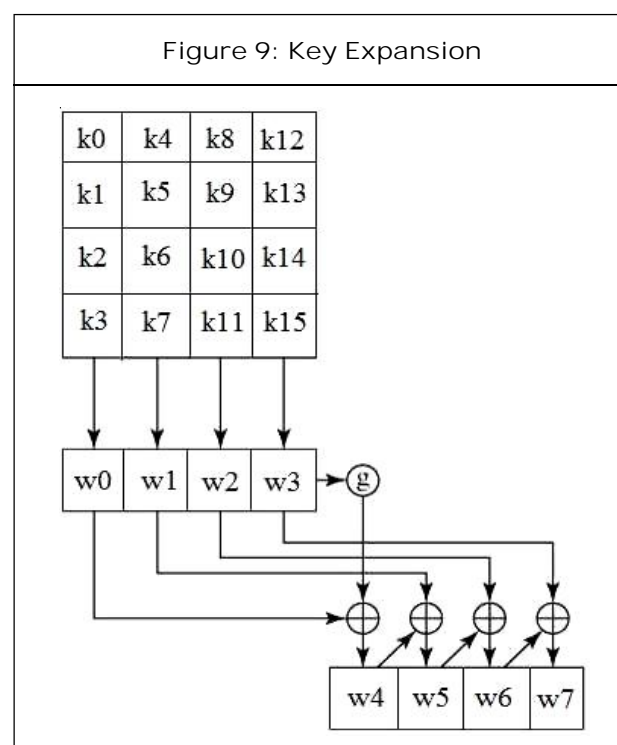 Figure 9: Key Expansion
k0 k4 k8 k12
k1 k5 k9 k13
k2 k6 k10 k14
k3 k7 k11 k15
w0 w1 w2 w3 g
w4 w5 w6 w7